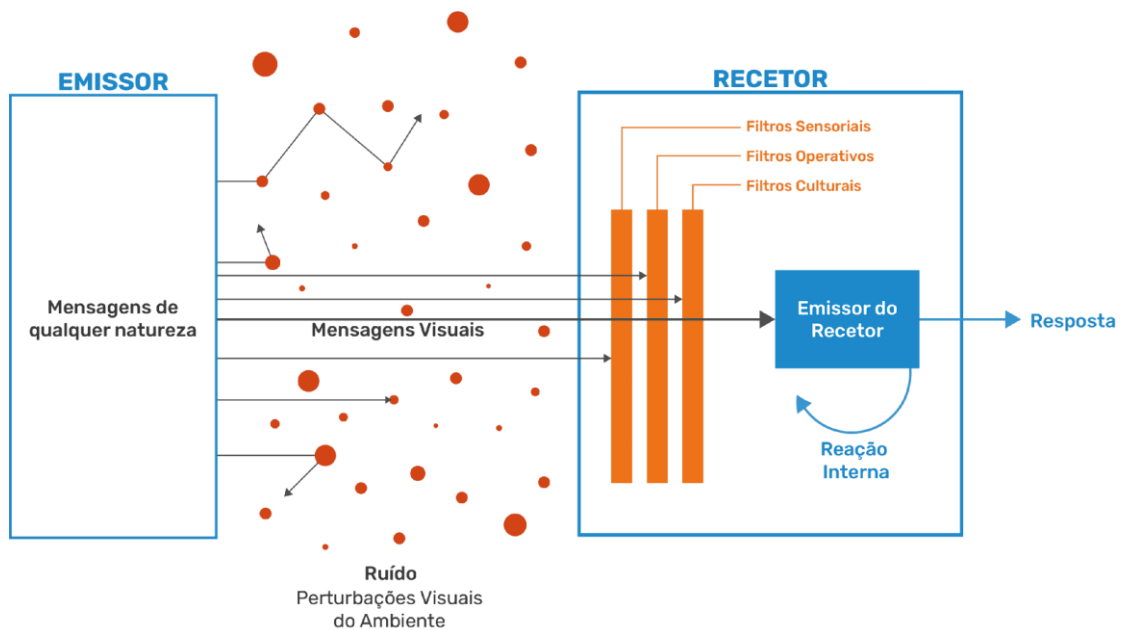 EMISSOR
Mensagens de
qualquer natureza
Mensagens Visuais
Ruído
Perturbações Visuais
do Ambiente
RECETOR
Filtros Sensoriais
Filtros Operativos
Filtros Culturais
Emissor do
Recetor
Reação
Interna
Resposta